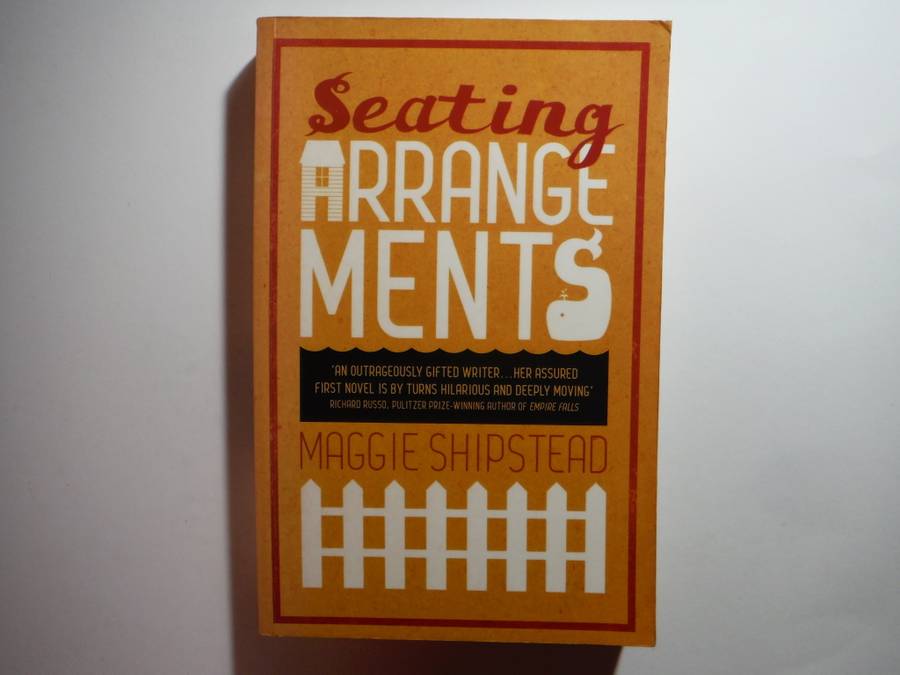 Seating
ARRANGE
MENTS
'AN OUTRAGEOUSLY GIFTED WRITER...HER ASSURED
FIRST NOVEL IS BY TURNS HILARIOUS AND DEEPLY MOVING'
RICHARD RUSSO, PULITZER PRIZE-WINNING AUTHOR OF EMPIRE FALLS
MAGGIE SHIPSTEAD